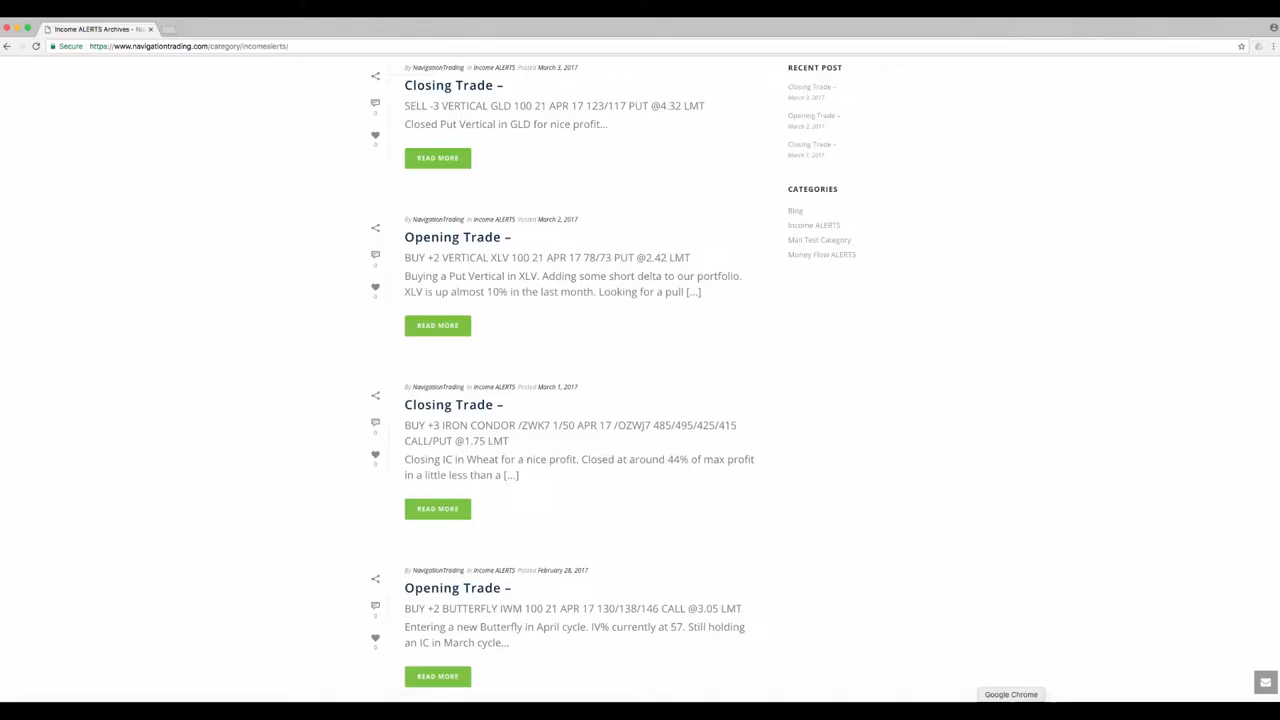 Income ALERTS Archives - Na
Secure https://www.navigationtrading.com/category/incomealerts/
By NavigationTrading in Income ALERTS Posted March 3, 2017
Closing Trade –
SELL -3 VERTICAL GLD 100 21 APR 17 123/117 PUT @4.32 LMT
Closed Put Vertical in GLD for nice profit...
0
0
READ MORE
By NavigationTrading in Income ALERTS Posted March 2, 2017
Opening Trade –
BUY +2 VERTICAL XLV 100 21 APR 17 78/73 PUT @2.42 LMT
Buying a Put Vertical in XLV. Adding some short delta to our portfolio.
XLV is up almost 10% in the last month. Looking for a pull [...]
0
0
READ MORE
By NavigationTrading in Income ALERTS Posted March 1, 2017
Closing Trade –
BUY +3 IRON CONDOR /ZWK7 1/50 APR 17 /OZWJ7 485/495/425/415
CALL/PUT @1.75 LMT
Closing IC in Wheat for a nice profit. Closed at around 44% of max profit
in a little less than a [...]
0
0
READ MORE
By NavigationTrading in Income ALERTS Posted February 28, 2017
Opening Trade –
BUY +2 BUTTERFLY IWM 100 21 APR 17 130/138/146 CALL @3.05 LMT
Entering a new Butterfly in April cycle. IV% currently at 57. Still holding
an IC in March cycle...
0
0
READ MORE
RECENT POST
Closing Trade –
March 3, 2017
Opening Trade –
March 2, 2017
Closing Trade –
March 1, 2017
CATEGORIES
Blog
Income ALERTS
Mail Test Category
Money Flow ALERTS
Google Chrome